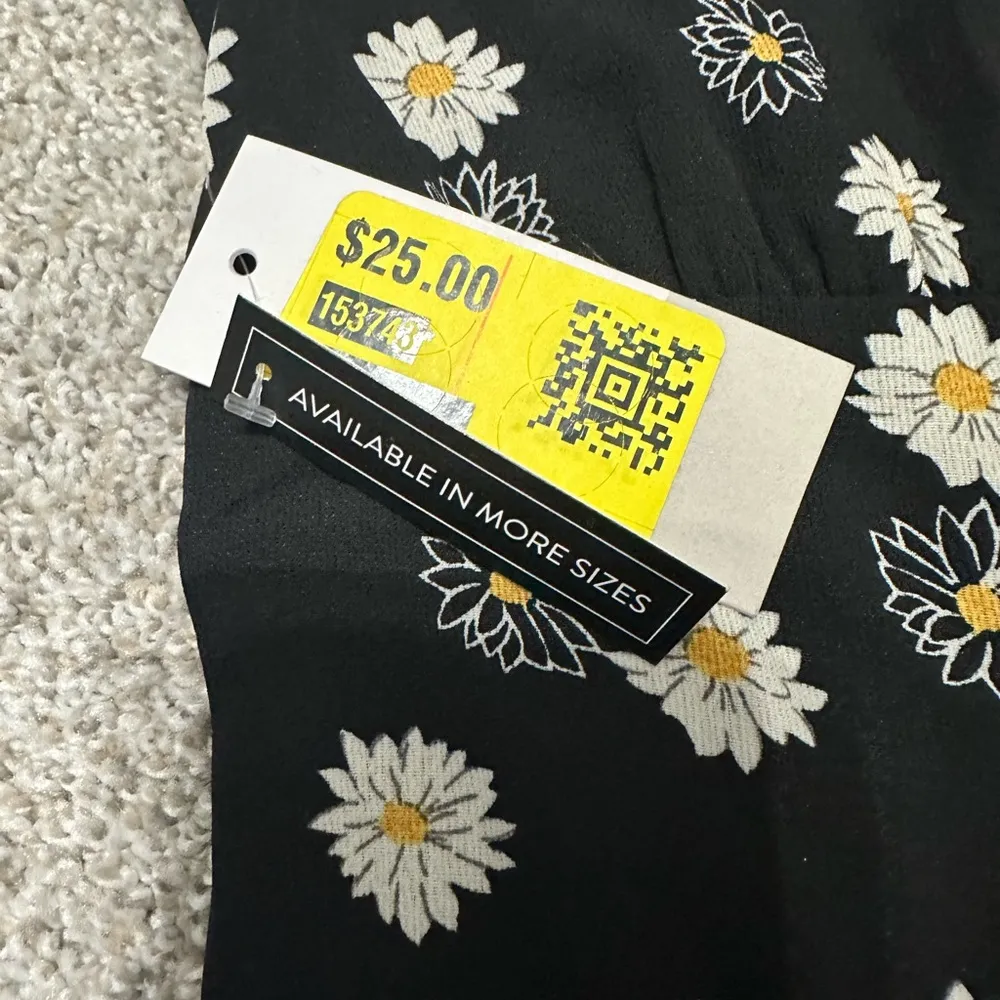 $25.00
153743
AVAILABLE IN MORE SIZES